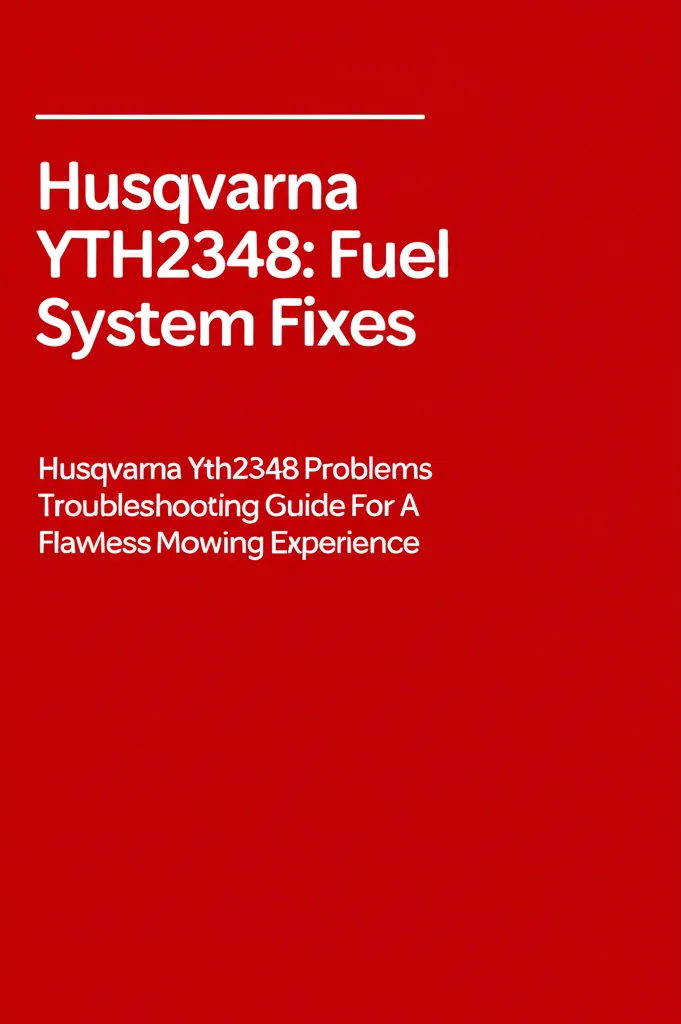 Husqvarna
YTH2348: Fuel
System Fixes
Husqvarna Yth2348 Problems
Troubleshooting Guide For A
Flawless Mowing Experience